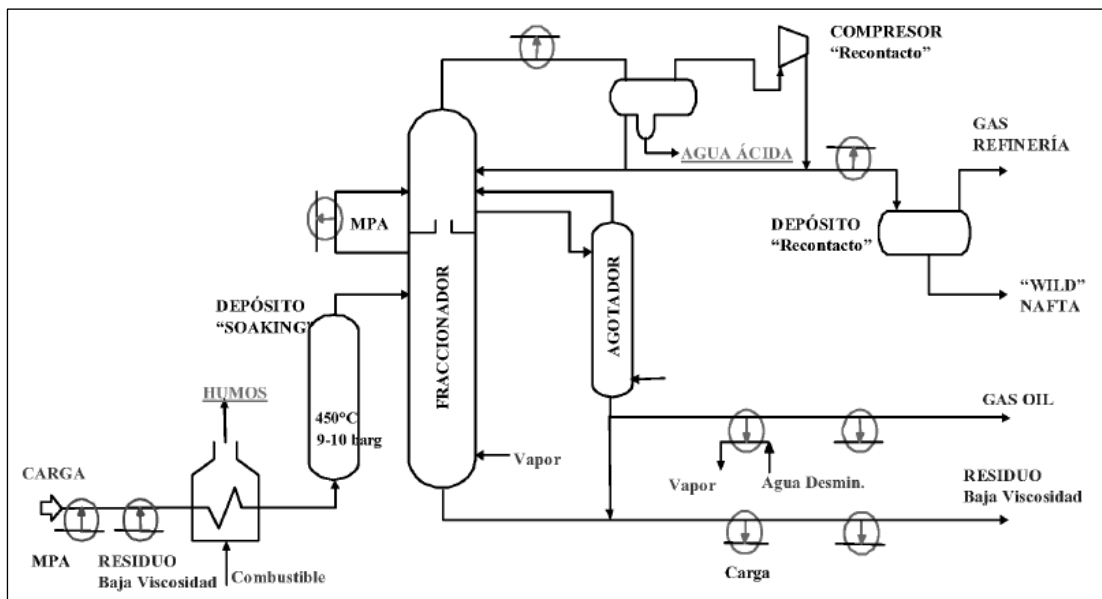 COMPRESOR
“Recontacto”
GAS
REFINERÍA
AGUA ÁCIDA
MPA
DEPÓSITO
“Recontacto”
DEPÓSITO
“SOAKING”
“WILD”
NAFTA
FRACCIONADOR
AGOTADOR
HUMOS
450°C
9-10 barg
GAS OIL
CARGA
Vapor
Vapor
Agua Desmin.
RESIDUO
Baja Viscosidad
MPA
RESIDUO
Baja Viscosidad
Combustible
Carga